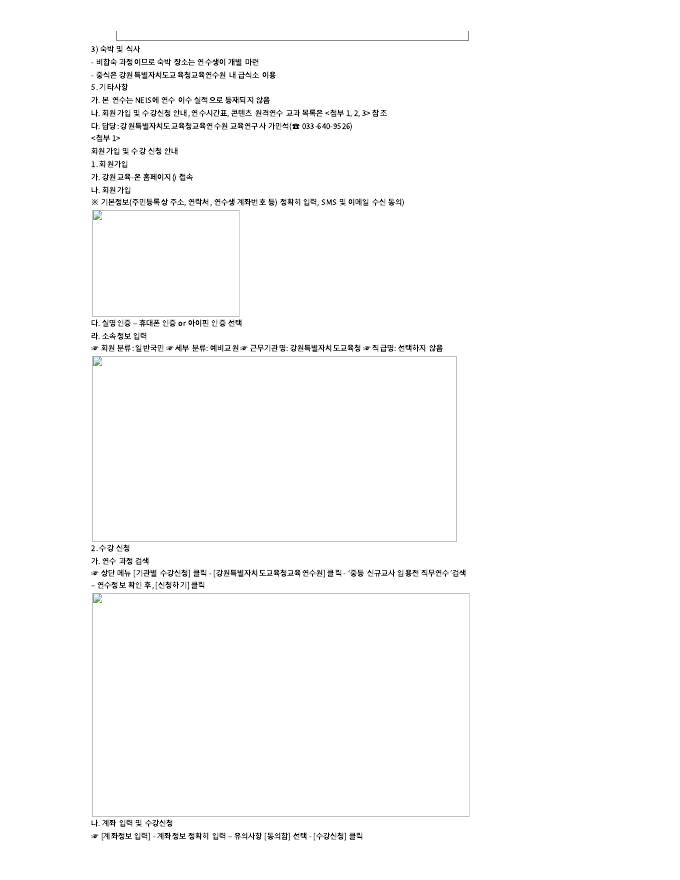 3) 숙박 및 식사
- 비합숙 과정이므로 숙박 장소는 연수생이 개별 마련
- 중식은 강원특별자치도교육청교육연수원 내 급식소 이용
5. 기타사항
가. 본 연수는 NEIS에 연수 이수 실적으로 등재되지 않음
나. 회원가입 및 수강신청 안내, 연수시간표, 콘텐츠 원격연수 교과 목록은 <첨부 1, 2, 3> 참조
다. 담당: 강원특별자치도교육청교육연수원 교육연구사 가민석(☎ 033-640-9526)
<첨부 1>
회원가입 및 수강 신청 안내
1. 회원가입
가. 강원교육-온 홈페이지() 접속
나. 회원가입
※ 기본정보(주민등록상 주소, 연락처, 연수생 계좌번호 등) 정확히 입력, SMS 및 이메일 수신 동의)
다. 실명인증 – 휴대폰 인증 or 아이핀 인증 선택
라. 소속정보 입력
☞ 회원 분류: 일반국민 ☞ 세부 분류: 예비교원 ☞ 근무기관명: 강원특별자치도교육청 ☞ 직급명: 선택하지 않음
2. 수강 신청
가. 연수 과정 검색
☞ 상단 메뉴 [기관별 수강신청] 클릭 - [강원특별자치도교육청교육연수원] 클릭 - ‘중등 신규교사 임용전 직무연수’검색
– 연수정보 확인 후, [신청하기] 클릭
나. 계좌 입력 및 수강신청
☞ [계좌정보 입력] - 계좌정보 정확히 입력 – 유의사항 [동의함] 선택 - [수강신청] 클릭